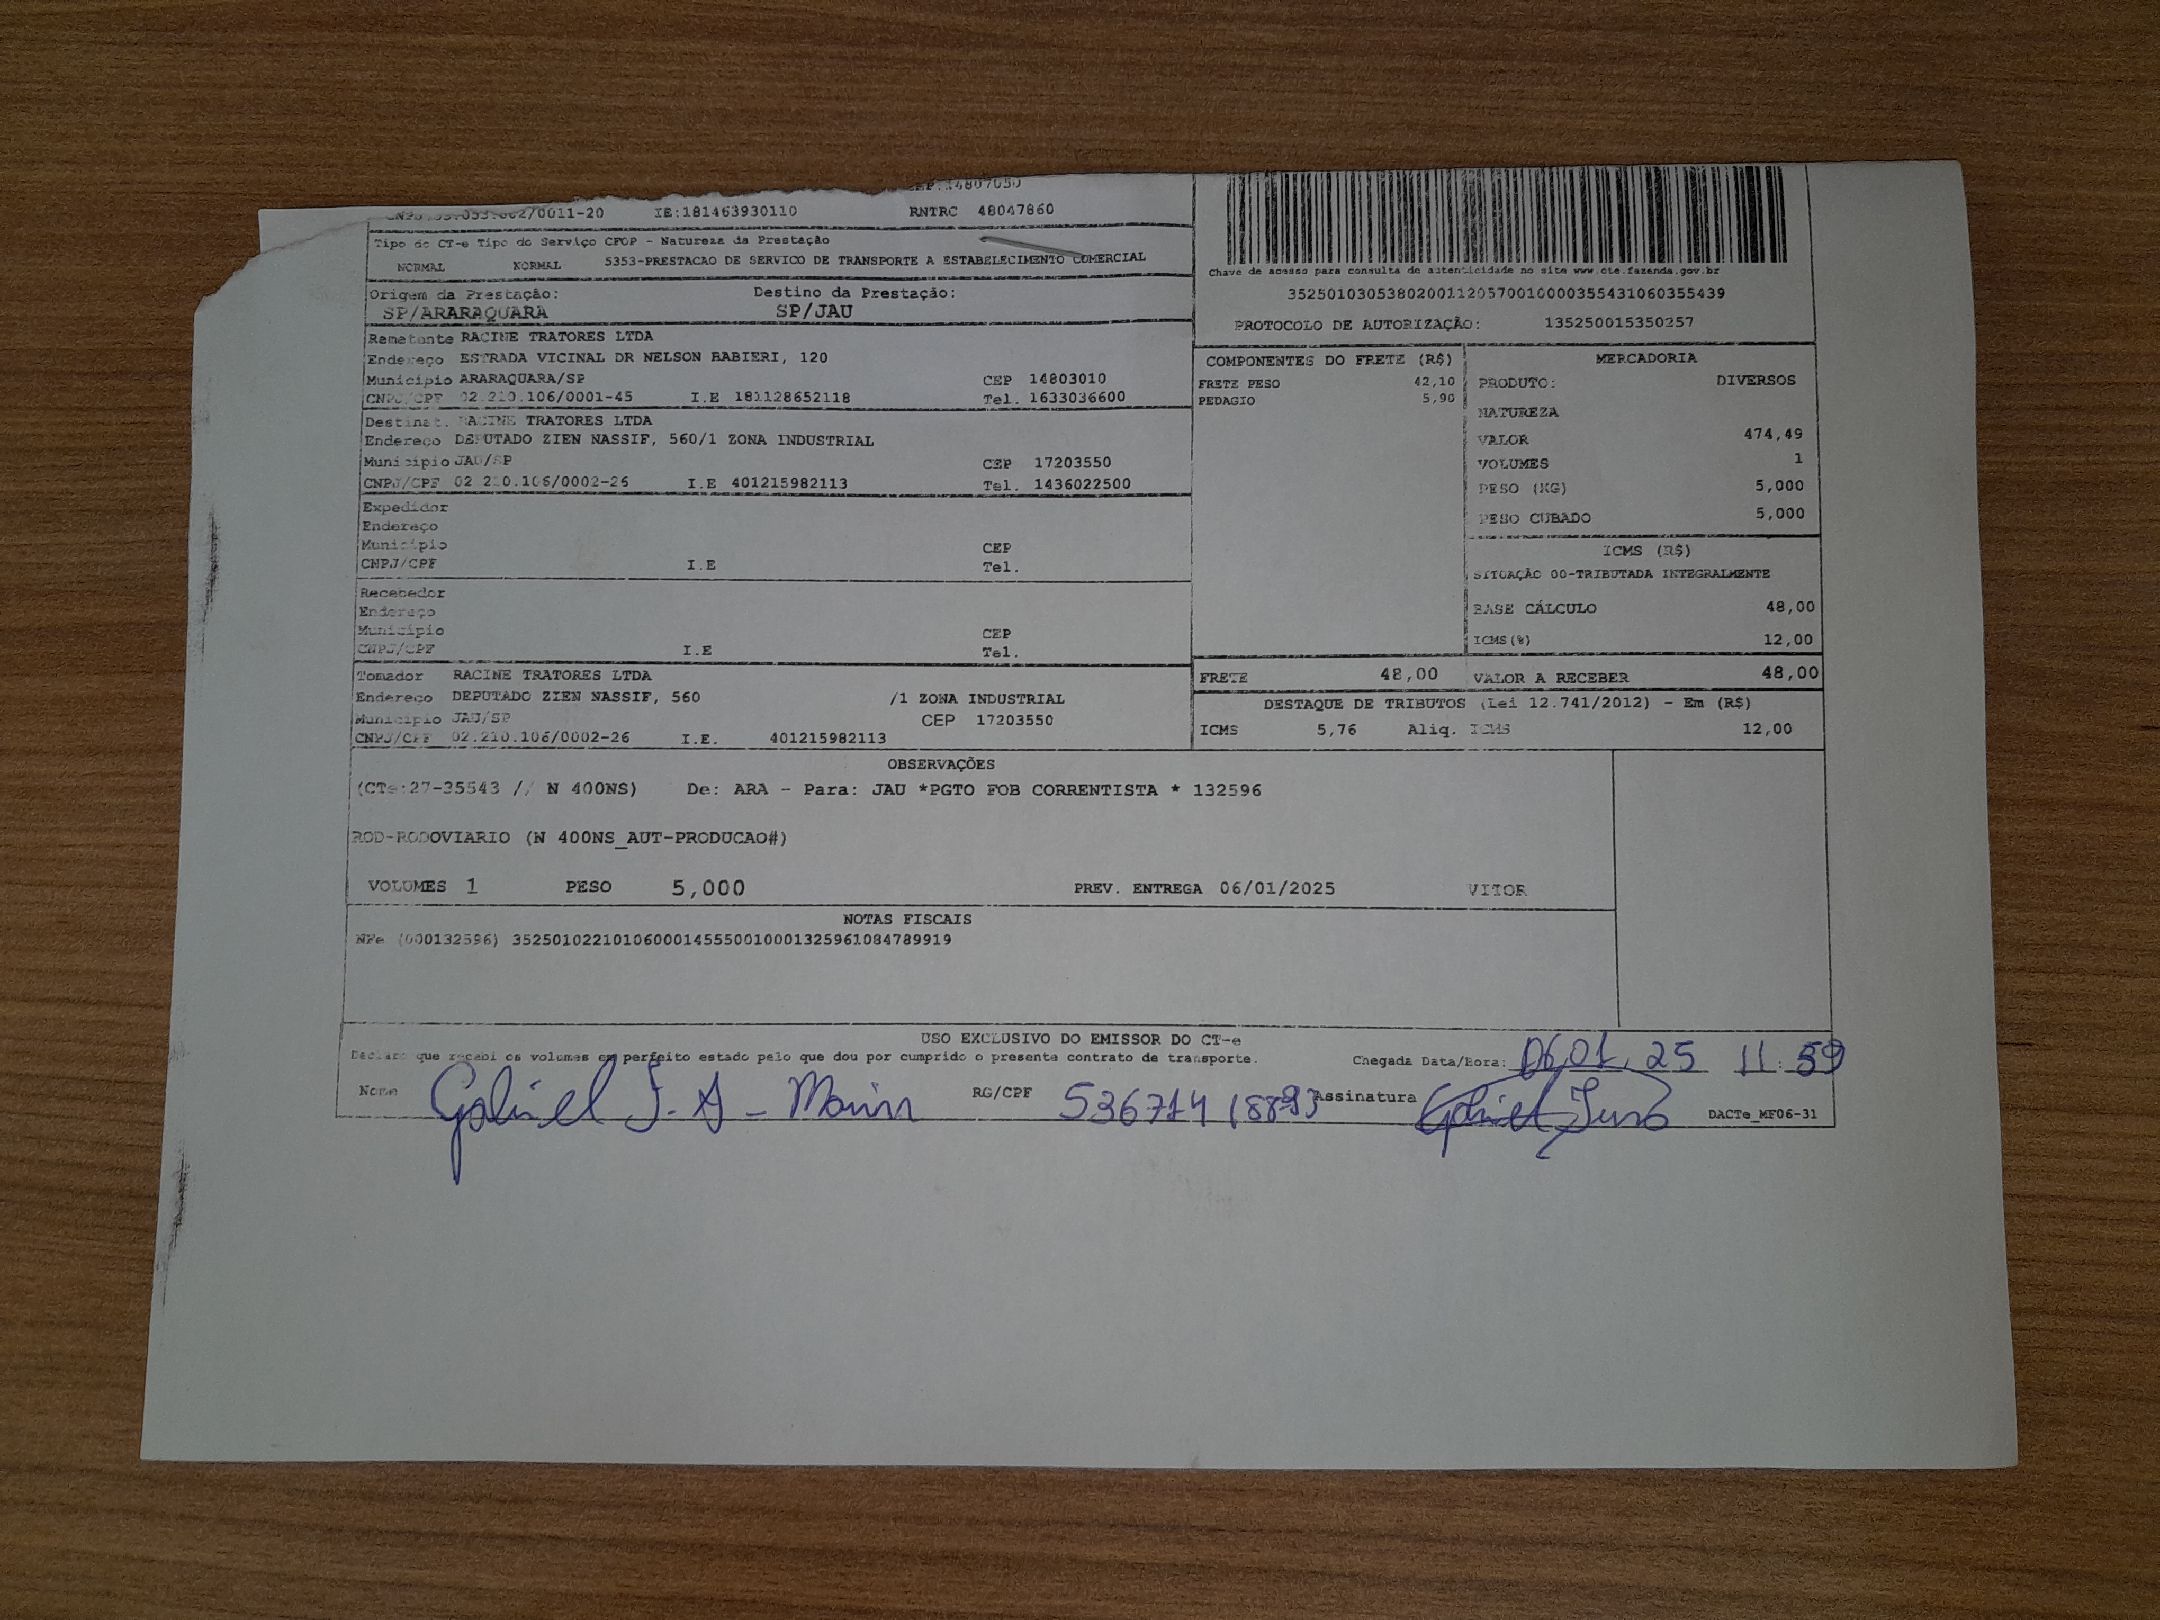 IE:181463930110 RNTRC 48047860
Tipo do CT-e Tipo do Serviço CFOP - Natureza da Prestação
NORMAL NORMAL 5353-PRESTACAO DE SERVICO DE TRANSPORTE A ESTABELECIMENTO COMERCIAL
Origem da Prestação: Destino da Prestação:
SP/ARARAQUARA SP/JAU
Remetente RACINE TRATORES LTDA
Endereço ESTRADA VICINAL DR NELSON BABIERI, 120
Município ARARAQUARA/SP CEP 14803010
CNPJ/CPF 02.210.106/0001-45 I.E 181128652118 Tel. 1633036600
Destinat. RACINE TRATORES LTDA
Endereço DEPUTADO ZIEN NASSIF, 560/1 ZONA INDUSTRIAL
Município JAU/SP CEP 17203550
CNPJ/CPF 02.210.106/0002-26 I.E 401215982113 Tel. 1436022500
Expedidor
Endereço
Município CEP
CNPJ/CPF I.E Tel.
Recebedor
Endereço
Município CEP
CNPJ/CPF I.E Tel.
Tomador RACINE TRATORES LTDA
Endereço DEPUTADO ZIEN NASSIF, 560 /1 ZONA INDUSTRIAL
Município JAU/SP CEP 17203550
CNPJ/CPF 02.210.106/0002-26 I.E. 401215982113
Chave de acesso para consulta de autenticidade no site www.cte.fazenda.gov.br
35250103053802001120570010000355431060355439
PROTOCOLO DE AUTORIZAÇÃO: 135250015350257
COMPONENTES DO FRETE (R$)
FRETE PESO 42,10
PEDAGIO 5,90
MERCADORIA
PRODUTO: DIVERSOS
NATUREZA
VALOR 474,49
VOLUMES 1
PESO (KG) 5,000
PESO CUBADO 5,000
ICMS (R$)
SITUAÇÃO 00-TRIBUTADA INTEGRALMENTE
BASE CÁLCULO 48,00
ICMS(%) 12,00
FRETE 48,00 VALOR A RECEBER 48,00
DESTAQUE DE TRIBUTOS (Lei 12.741/2012) - Em (R$)
ICMS 5,76 Aliq. ICMS 12,00
OBSERVAÇÕES
(CTe:27-35543 // N 400NS) De: ARA - Para: JAU *PGTO FOB CORRENTISTA * 132596
ROD-RODOVIARIO (N 400NS_AUT-PRODUCAO#)
VOLUMES 1 PESO 5,000 PREV. ENTREGA 06/01/2025 VITOR
NOTAS FISCAIS
NFe (000132596) 35250102210106000145550010001325961084789919
USO EXCLUSIVO DO EMISSOR DO CT-e
Declaro que recebi os volumes em perfeito estado pelo que dou por cumprido o presente contrato de transporte. Chegada Data/Hora: 06 01 25 11:59
Nome Gabriel J. A RG/CPF Assinatura Gabriel
DACTe_MF06-31